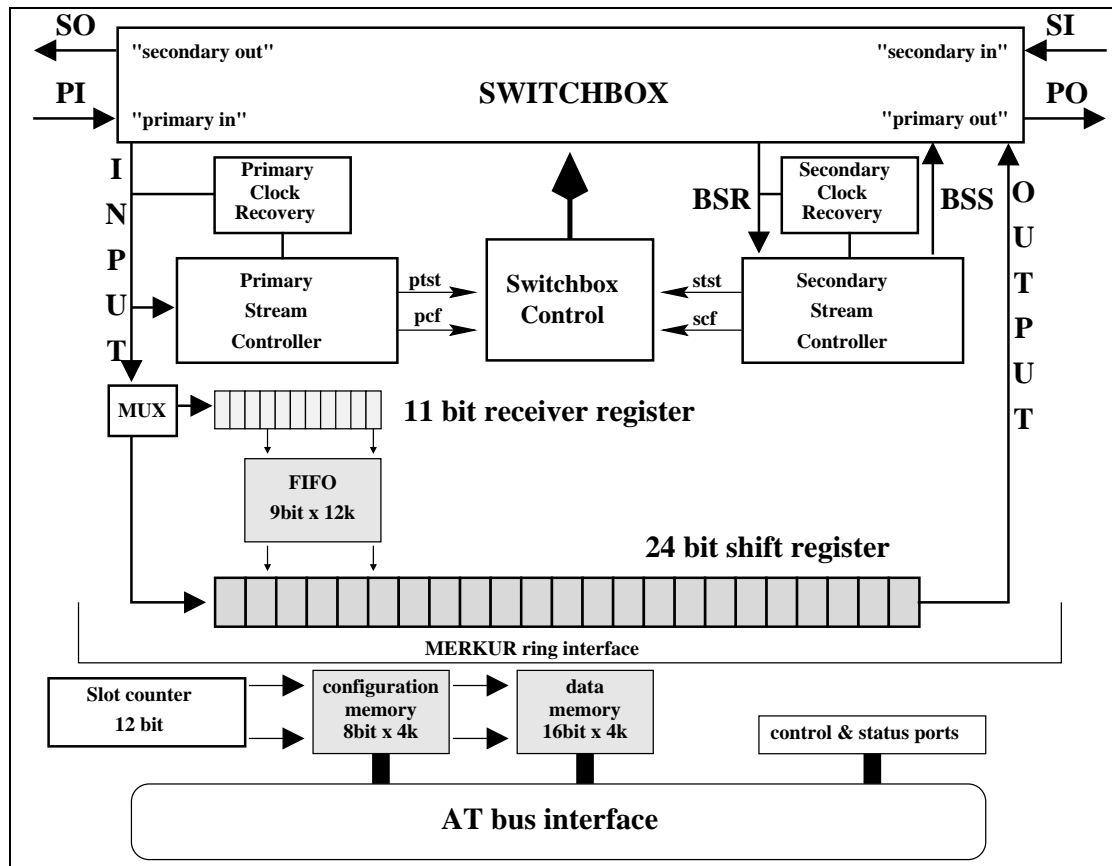 SO
SI
"secondary out"
"secondary in"
PI
SWITCHBOX
PO
"primary in"
"primary out"
INPUT
Primary
Clock
Recovery
BSR
Secondary
Clock
Recovery
BSS
OUTPUT
Primary
Stream
Controller
ptst
pcf
Switchbox
Control
stst
scf
Secondary
Stream
Controller
MUX
11 bit receiver register
FIFO
9bit x 12k
24 bit shift register
MERKUR ring interface
Slot counter
12 bit
configuration
memory
8bit x 4k
data
memory
16bit x 4k
control & status ports
AT bus interface